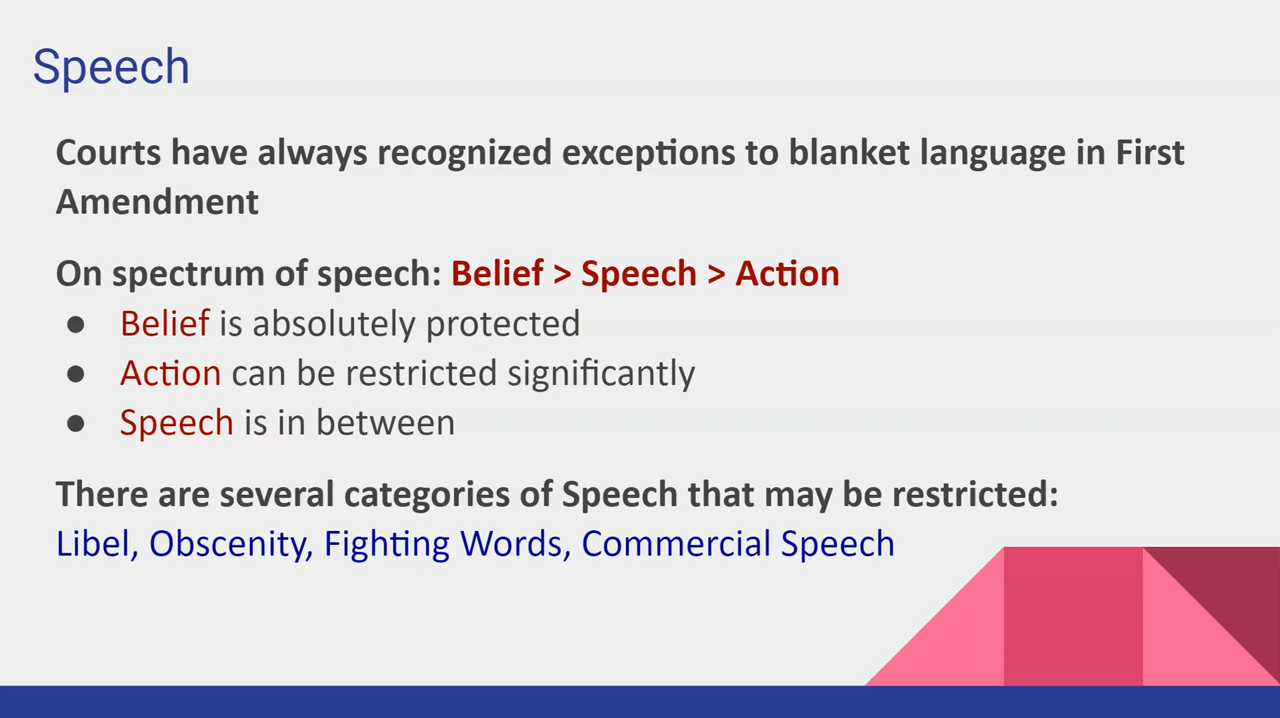 Speech
Courts have always recognized exceptions to blanket language in First
Amendment
On spectrum of speech: Belief > Speech > Action
● Belief is absolutely protected
● Action can be restricted significantly
● Speech is in between
There are several categories of Speech that may be restricted:
Libel, Obscenity, Fighting Words, Commercial Speech